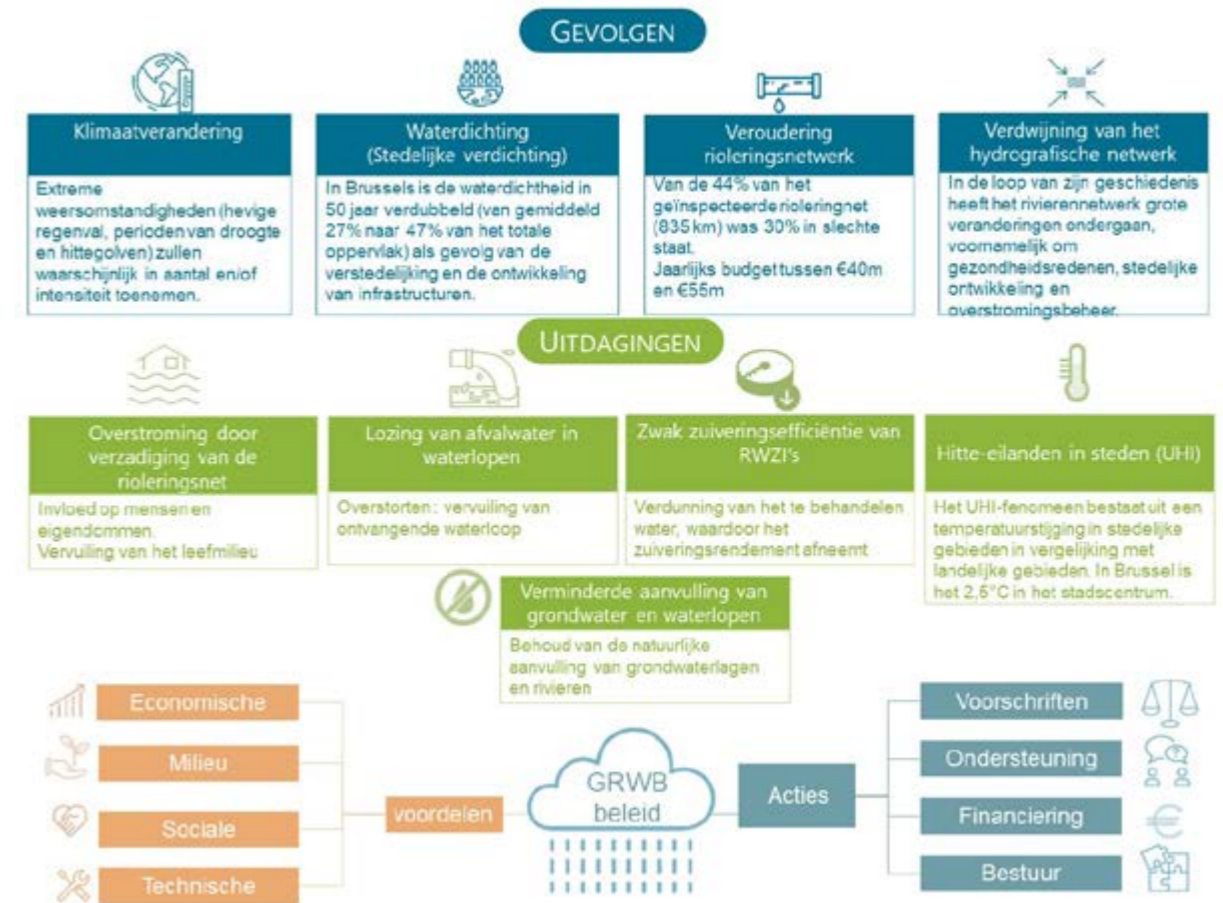 GEVOLGEN
Klimaatverandering
Extreme
weersomstandigheden (hevige
regenval, perioden van droogte
en hittegolven) zullen
waarschijnlijk in aantal en/of
intensiteit toenemen.
Waterdichting
(Stedelijke verdichting)
In Brussels is de waterdichtheid in
50 jaar verdubbeld (van gemiddeld
27% naar 47% van het totale
oppervlak) als gevolg van de
verstedelijking en de ontwikkeling
van infrastructuren.
Veroudering
rioleringsnetwerk
Van de 44% van het
geïnspecteerde rioleringnet
(835 km) was 30% in slechte
staat.
Jaarlijks budget tussen €40m
en €55m
Verdwijning van het
hydrografische netwerk
In de loop van zijn geschiedenis
heeft het rivierennetwerk grote
veranderingen ondergaan,
voornamelijk om
gezondheidsredenen, stedelijke
ontwikkeling en
overstromingsbeheer.
UITDAGINGEN
Overstroming door
verzadiging van de
rioleringsnet
Invloed op mensen en
eigendommen.
Vervuiling van het leefmilieu
Lozing van afvalwater in
waterlopen
Overstorten : vervuiling van
ontvangende waterloop
Zwak zuiveringsefficiëntie van
RWZI's
Verdunning van het te behandelen
water, waardoor het
zuiveringsrendement afneemt
Hitte-eilanden in steden (UHI)
Het UHI-fenomeen bestaat uit een
temperatuurstijging in stedelijke
gebieden in vergelijking met
landelijke gebieden. In Brussel is
het 2,5°C in het stadscentrum.
Verminderde aanvulling van
grondwater en waterlopen
Behoud van de natuurlijke
aanvulling van grondwaterlagen
en rivieren
Economische
Milieu
Sociale
Technische
voordelen
GRWB
beleid
Acties
Voorschriften
Ondersteuning
Financiering
Bestuur